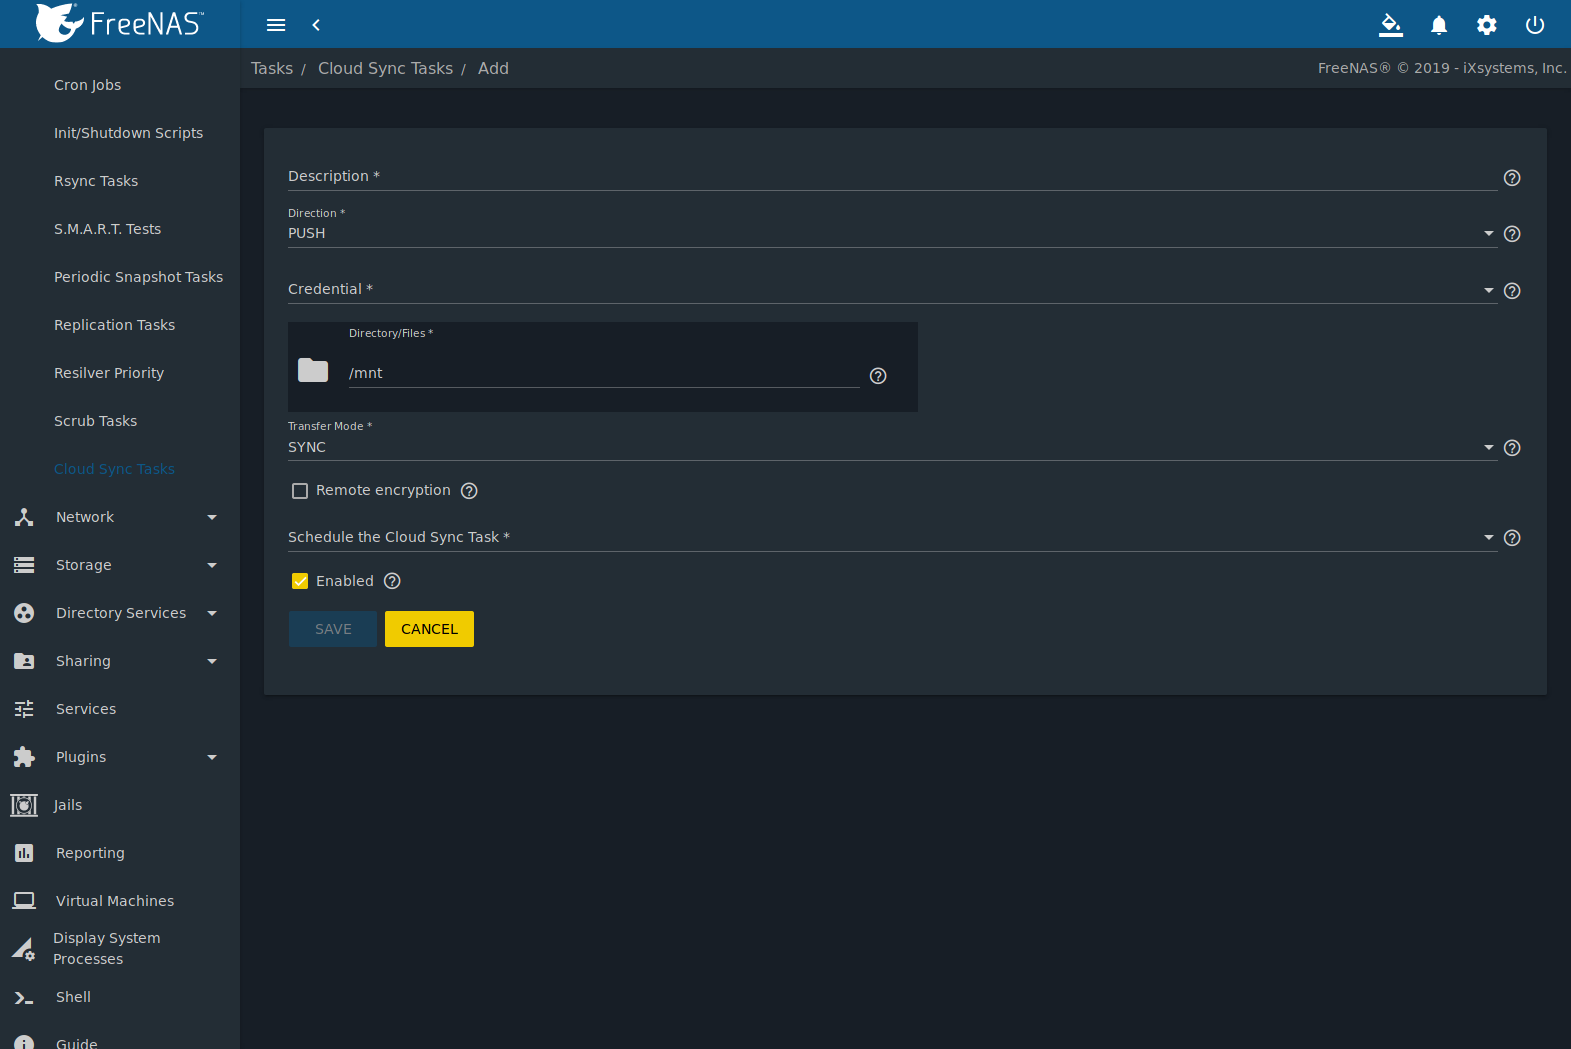 FreeNAS™
Tasks / Cloud Sync Tasks / Add
FreeNAS® © 2019 - iXsystems, Inc.
Cron Jobs
Init/Shutdown Scripts
Rsync Tasks
S.M.A.R.T. Tests
Periodic Snapshot Tasks
Replication Tasks
Resilver Priority
Scrub Tasks
Cloud Sync Tasks
Network
Storage
Directory Services
Sharing
Services
Plugins
Jails
Reporting
Virtual Machines
Display System
Processes
Shell
Guide
Description *
Direction *
PUSH
Credential *
Directory/Files *
/mnt
Transfer Mode *
SYNC
Remote encryption
Schedule the Cloud Sync Task *
Enabled
SAVE
CANCEL